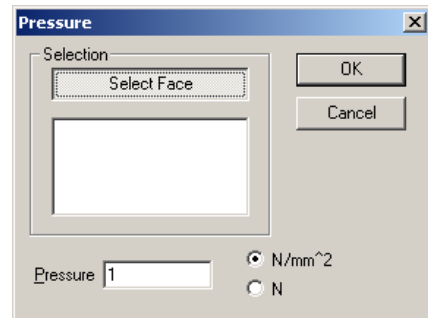 Pressure
Selection
Select Face
OK
Cancel
Pressure 1
N/mm^2
N